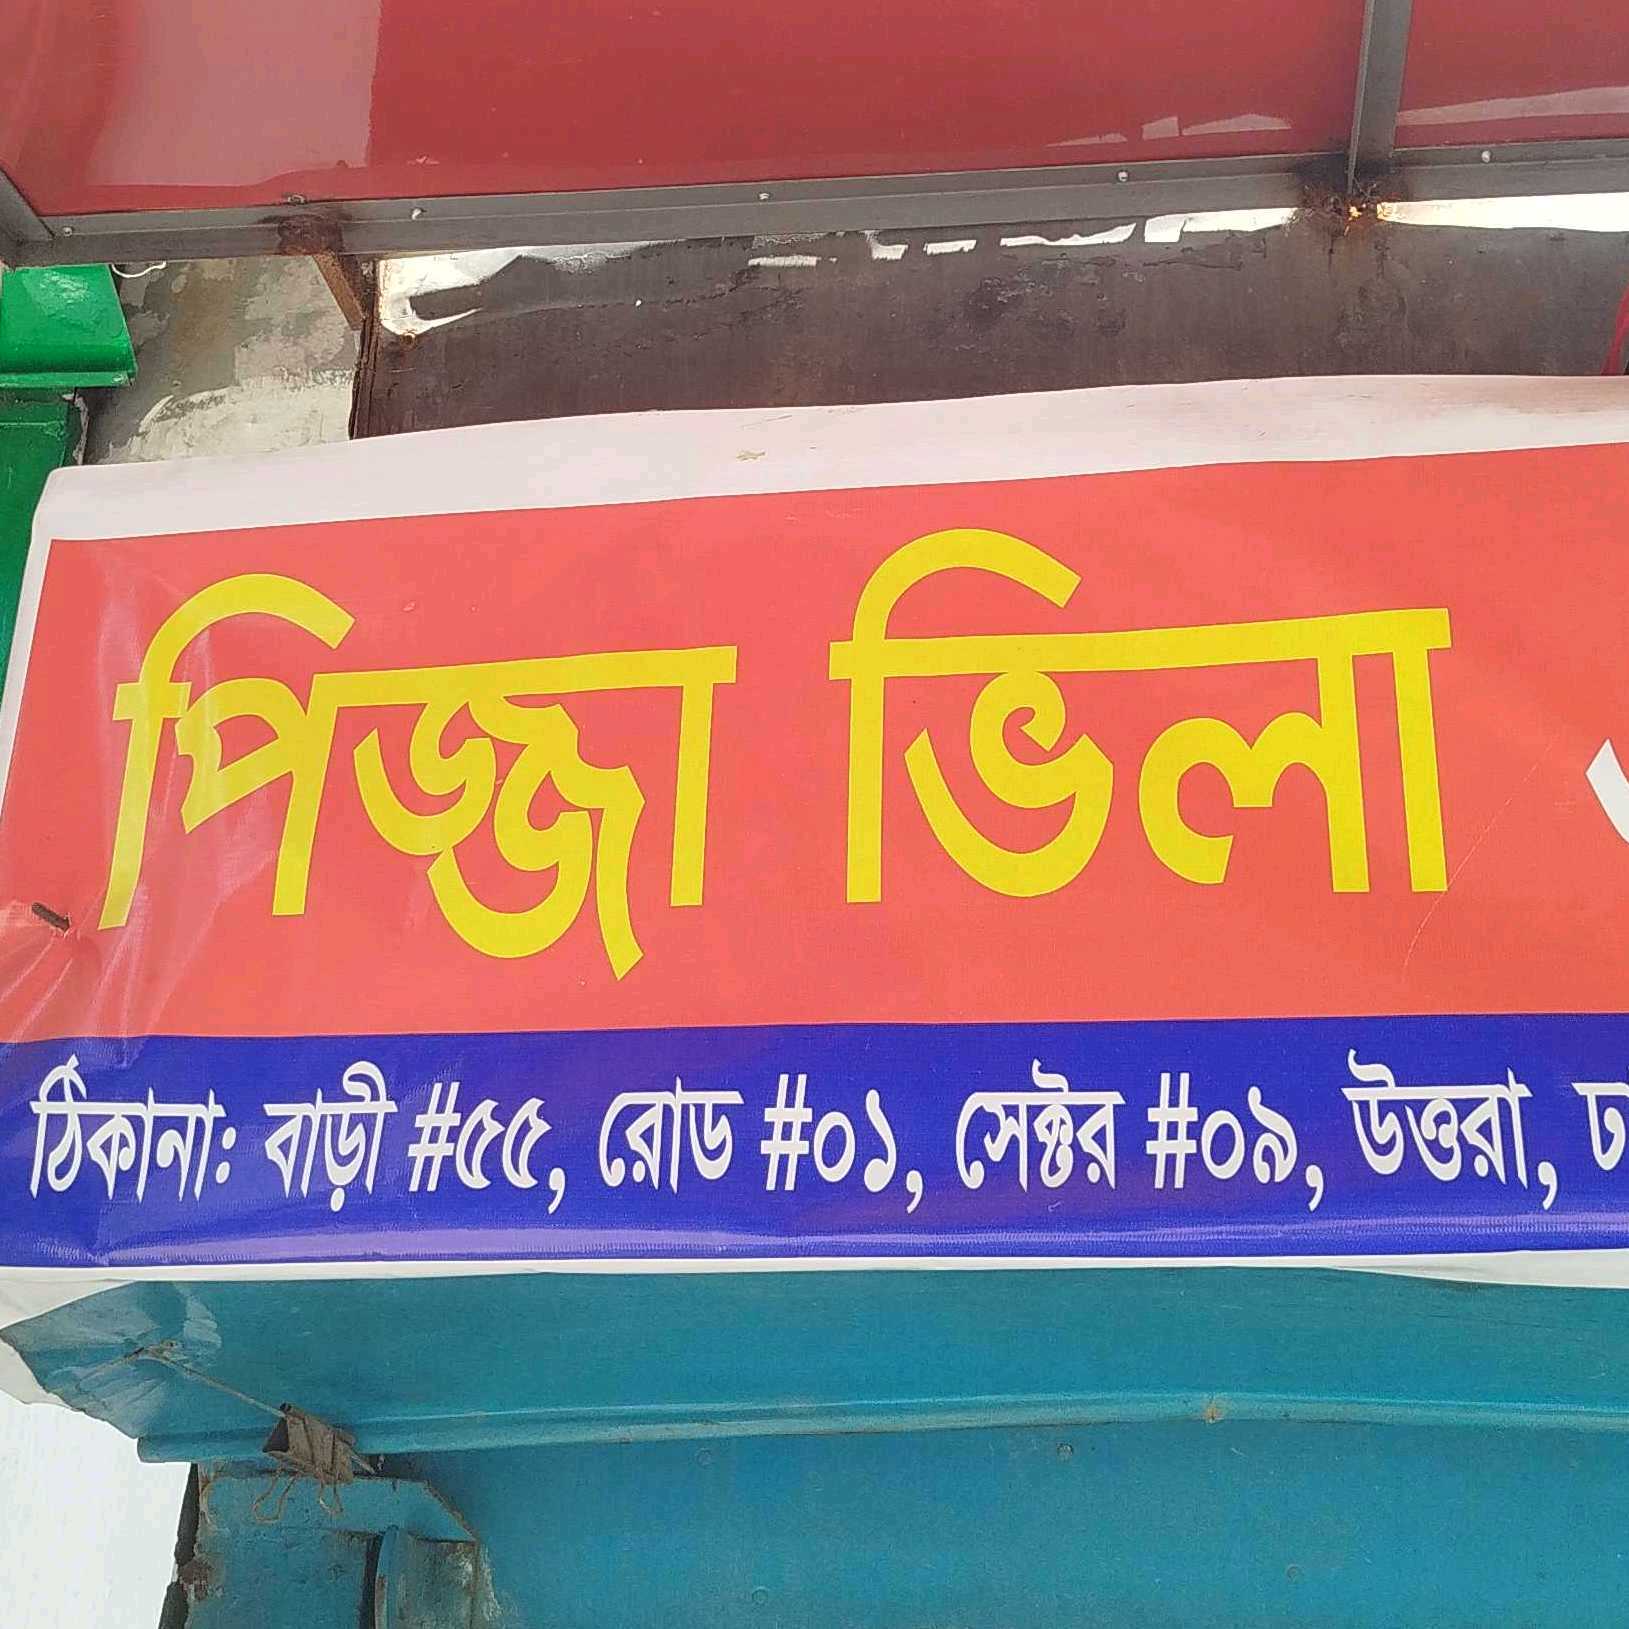 পিজ্জা ভিলা
ঠিকানা: বাড়ী #৫৫, রোড #০১, সেক্টর #০৯, উত্তরা,